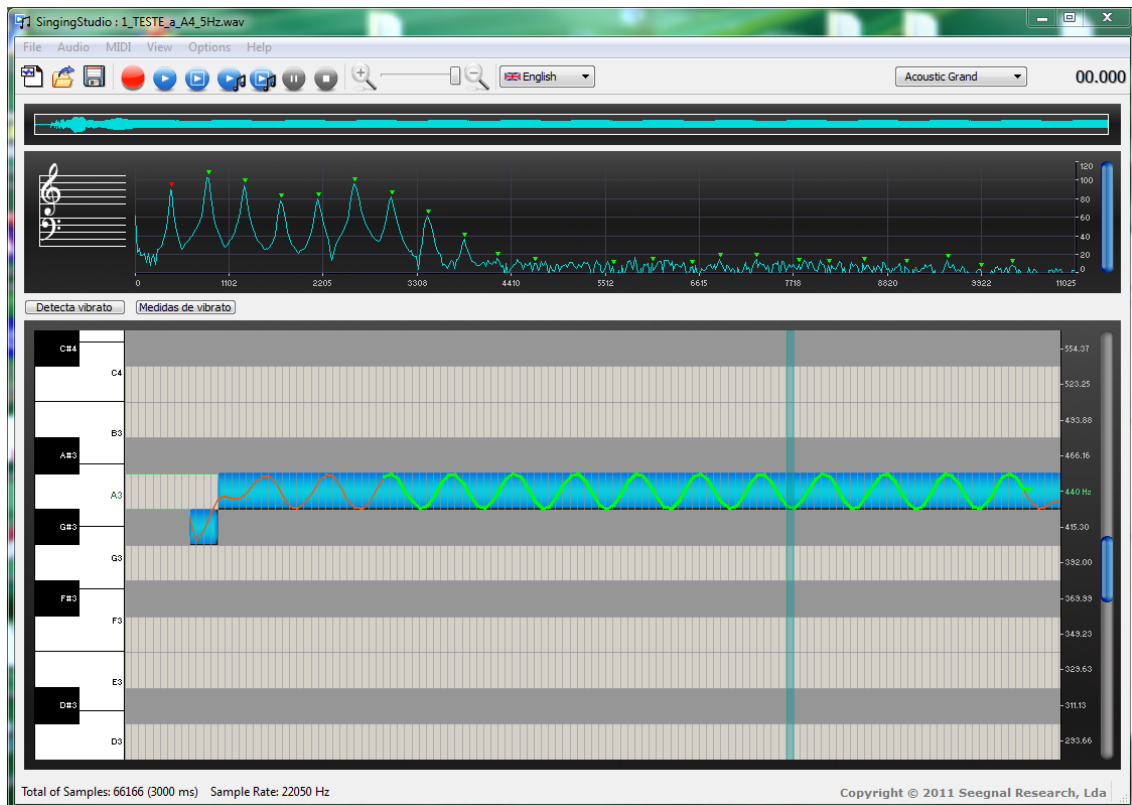 SingingStudio : 1_TESTE_a_A4_5Hz.wav
File Audio MIDI View Options Help
English
Acoustic Grand
00.000
120
100
80
60
40
20
0
0 1102 2205 3308 4410 5512 6615 7718 8820 9922 11025
Detecta vibrato Medidas de vibrato
C#4 554.37
C4 523.25
B3 493.88
A#3 466.16
A3 440 Hz
G#3 415.30
G3 392.00
F#3 369.99
F3 349.23
E3 329.63
D#3 311.13
D3 293.66
Total of Samples: 66166 (3000 ms) Sample Rate: 22050 Hz
Copyright © 2011 Seegnal Research, Lda